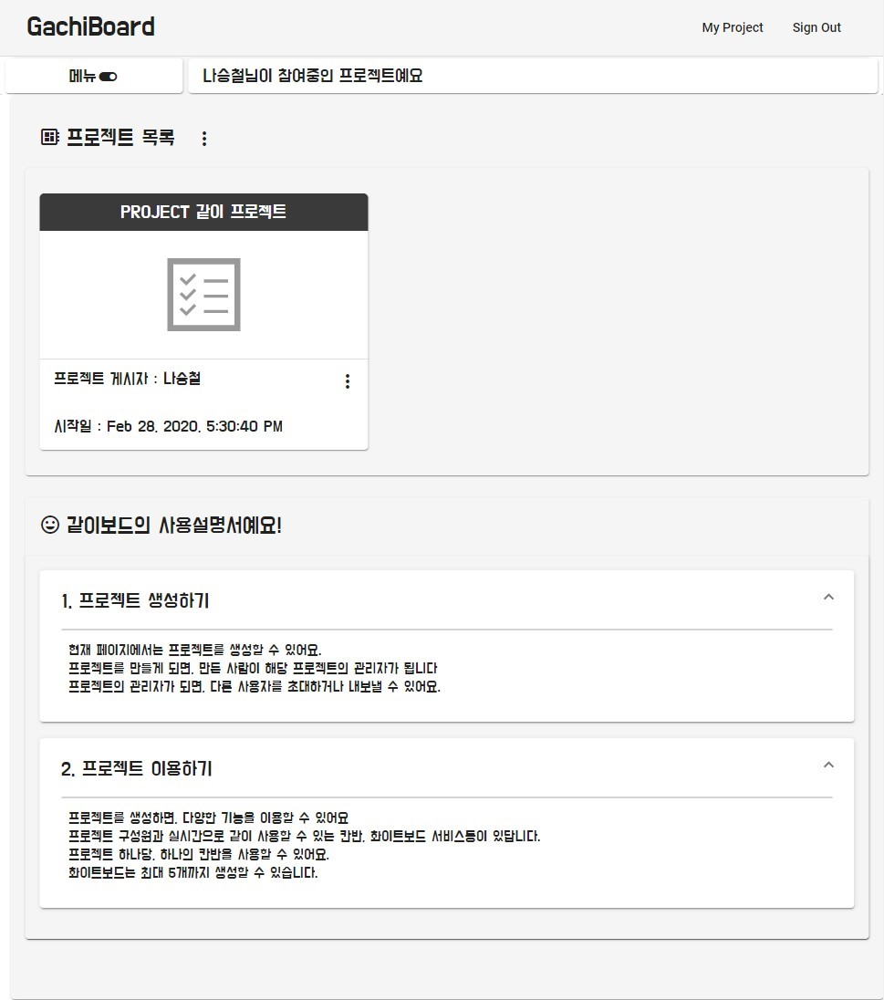 GachiBoard
My Project
Sign Out
메뉴
나승철님이 참여중인 프로젝트예요
프로젝트 목록
PROJECT 같이 프로젝트
프로젝트 게시자 : 나승철
시작일 : Feb 28, 2020, 5:30:40 PM
같이보드의 사용설명서예요!
1. 프로젝트 생성하기
현재 페이지에서는 프로젝트를 생성할 수 있어요.
프로젝트를 만들게 되면, 만든 사람이 해당 프로젝트의 관리자가 됩니다
프로젝트의 관리자가 되면, 다른 사용자를 초대하거나 내보낼 수 있어요.
2. 프로젝트 이용하기
프로젝트를 생성하면, 다양한 기능을 이용할 수 있어요
프로젝트 구성원과 실시간으로 같이 사용할 수 있는 칸반, 화이트보드 서비스등이 있답니다.
프로젝트 하나당, 하나의 칸반을 사용할 수 있어요.
화이트보드는 최대 5개까지 생성할 수 있습니다.